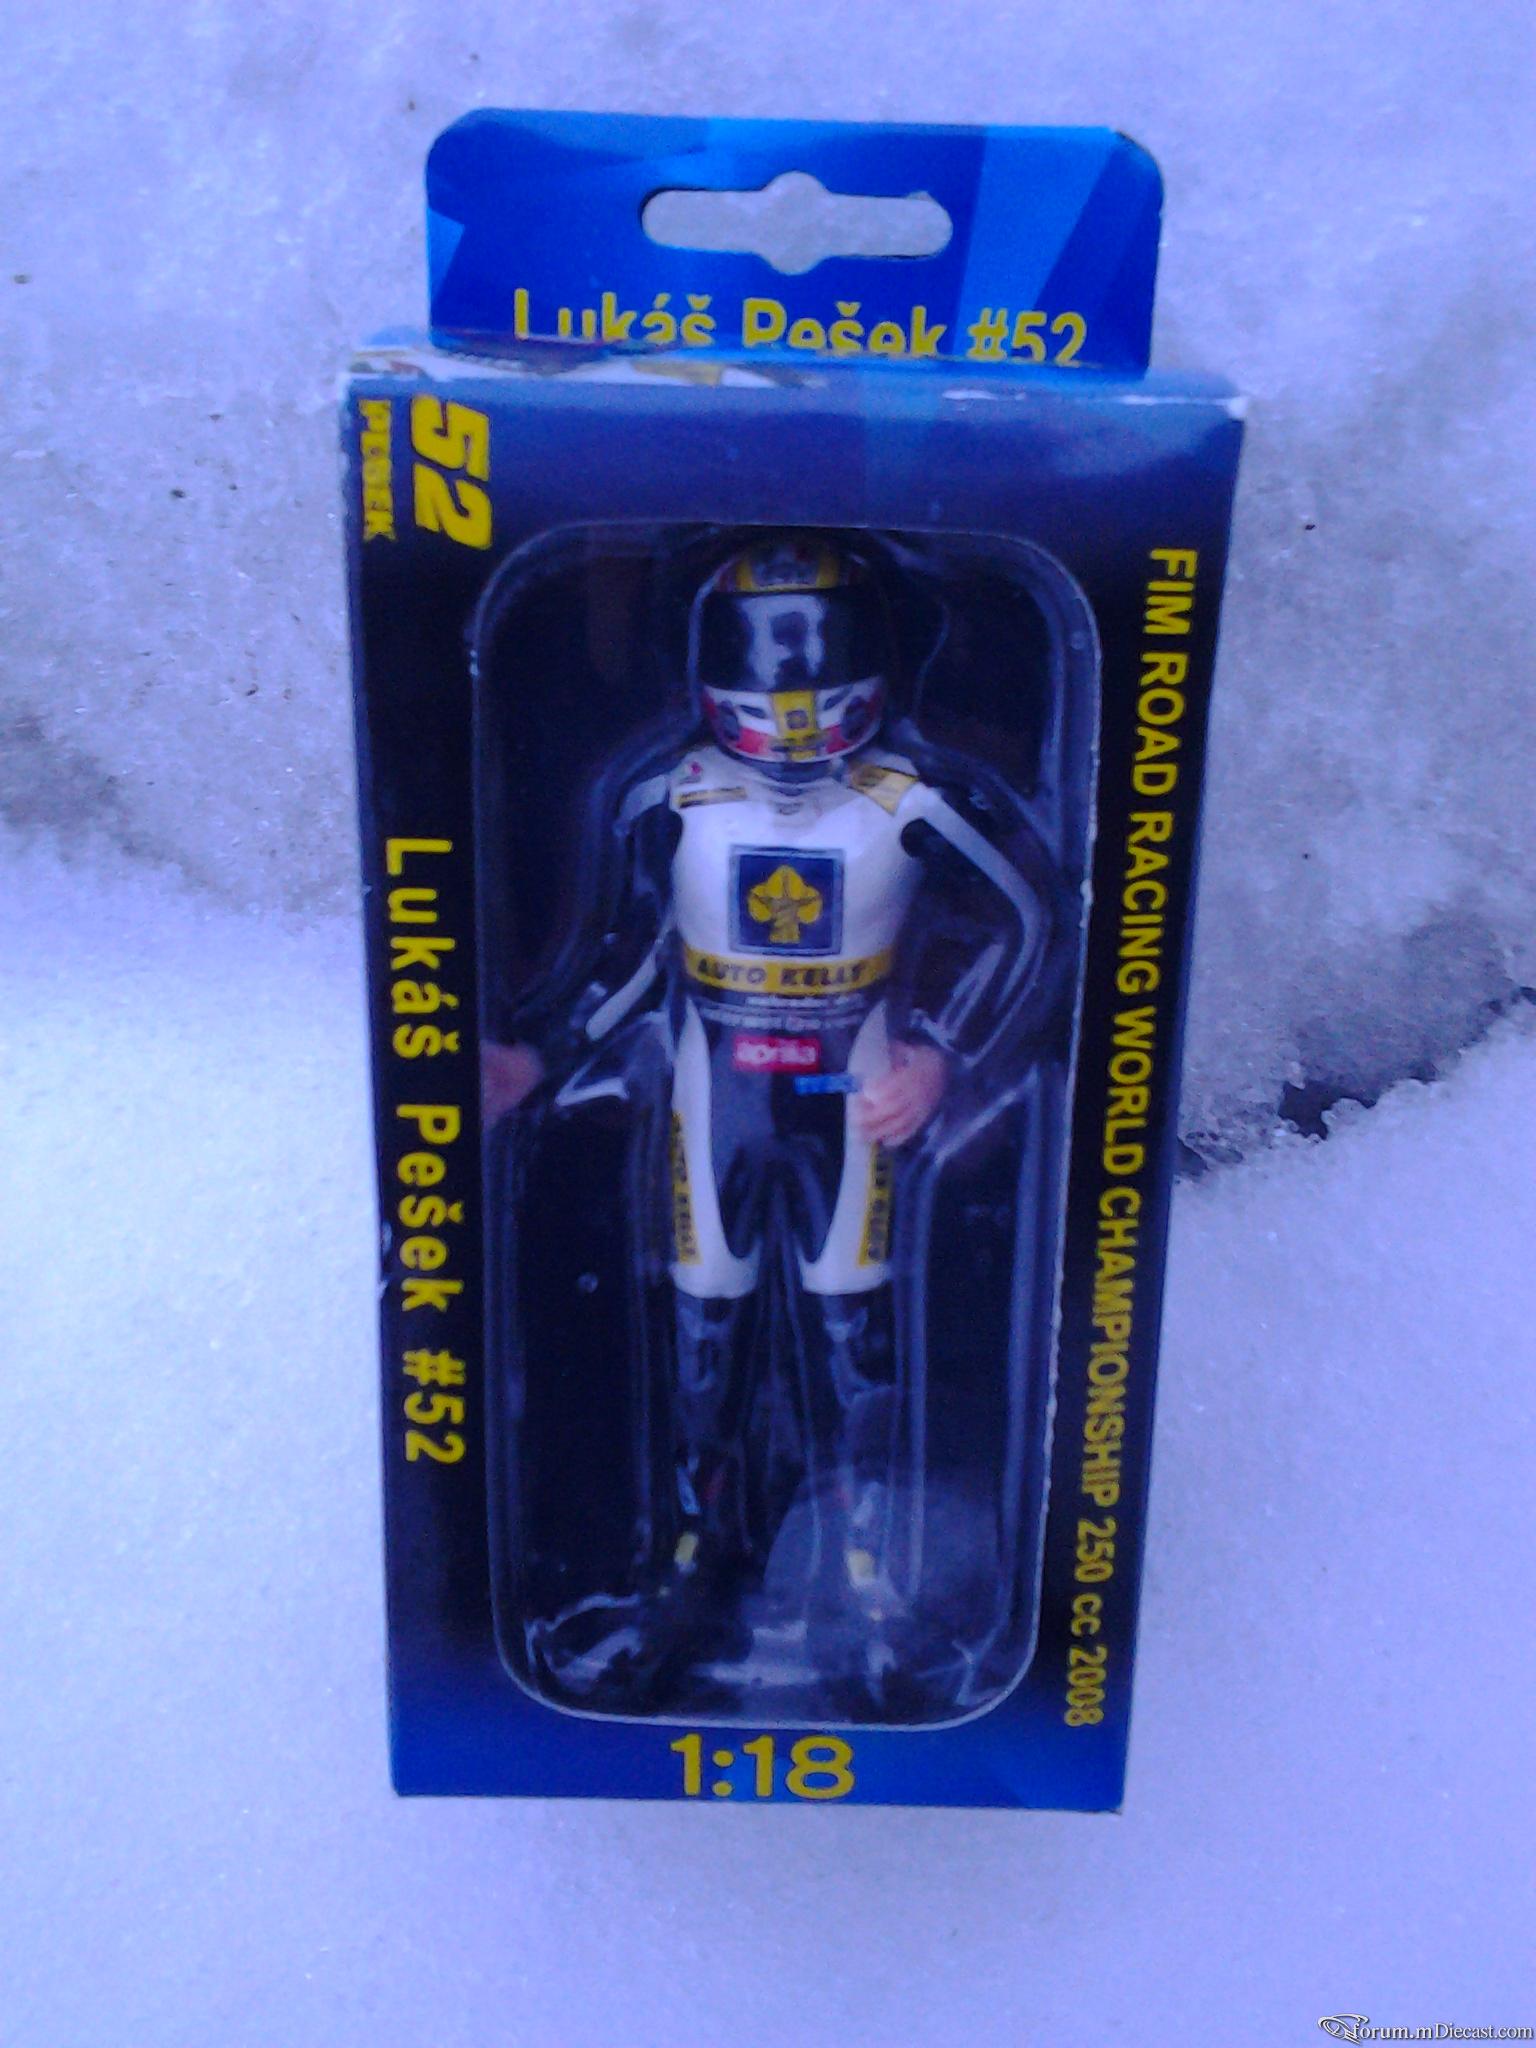 Lukáš Pešek #52
52
PEŠEK
FIM ROAD RACING WORLD CHAMPIONSHIP 250 cc 2008
AUTO KELLY
aprilia
Lukáš Pešek #52
1:18
forum.mDiecast.com